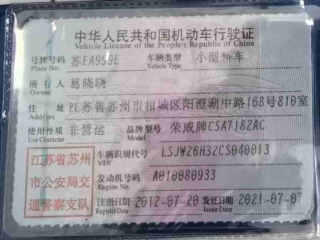 中华人民共和国机动车行驶证
Vehicle License of the People's Republic of China
号牌号码 苏EA950E 车辆类型 小型轿车
Plate No. Vehicle Type
所有人 葛晓晓
Owner
住址 江苏省苏州市相城区阳澄湖中路168号810室
Address
使用性质 非营运 品牌型号 荣威牌CSA7182AC
Use Character Model
江苏省苏州
市公安局交
通警察支队
车辆识别代号 LSJW26H32CS040013
VIN
发动机号码 A010080933
Engine No.
注册日期 2012-07-20 发证日期 2021-07-07
Register Date Issue Date